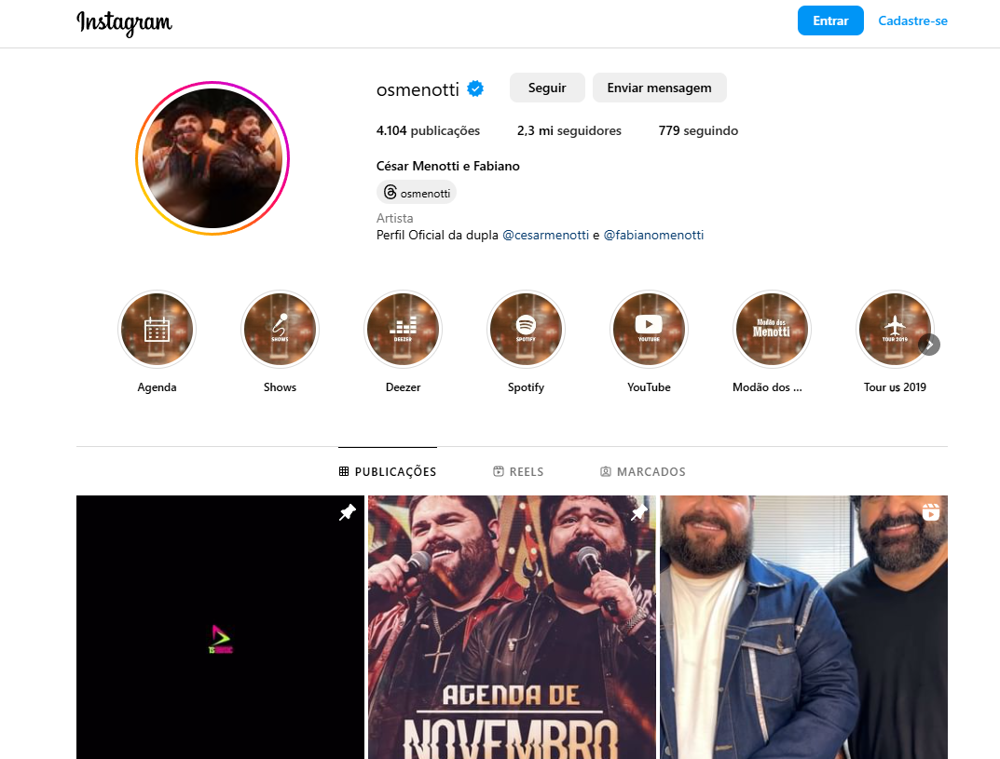 Instagram
Entrar
Cadastre-se
osmenotti
Seguir
Enviar mensagem
4.104 publicações
2,3 mi seguidores
779 seguindo
César Menotti e Fabiano
osmenotti
Artista
Perfil Oficial da dupla @cesarmenotti e @fabianomenotti
SHOWS
DEEZER
SPOTIFY
YOUTUBE
Modão dos
Menotti
TOUR 2019
Agenda
Shows
Deezer
Spotify
YouTube
Modão dos ...
Tour us 2019
PUBLICAÇÕES
REELS
MARCADOS
AGENDA DE
NOVEMBRO